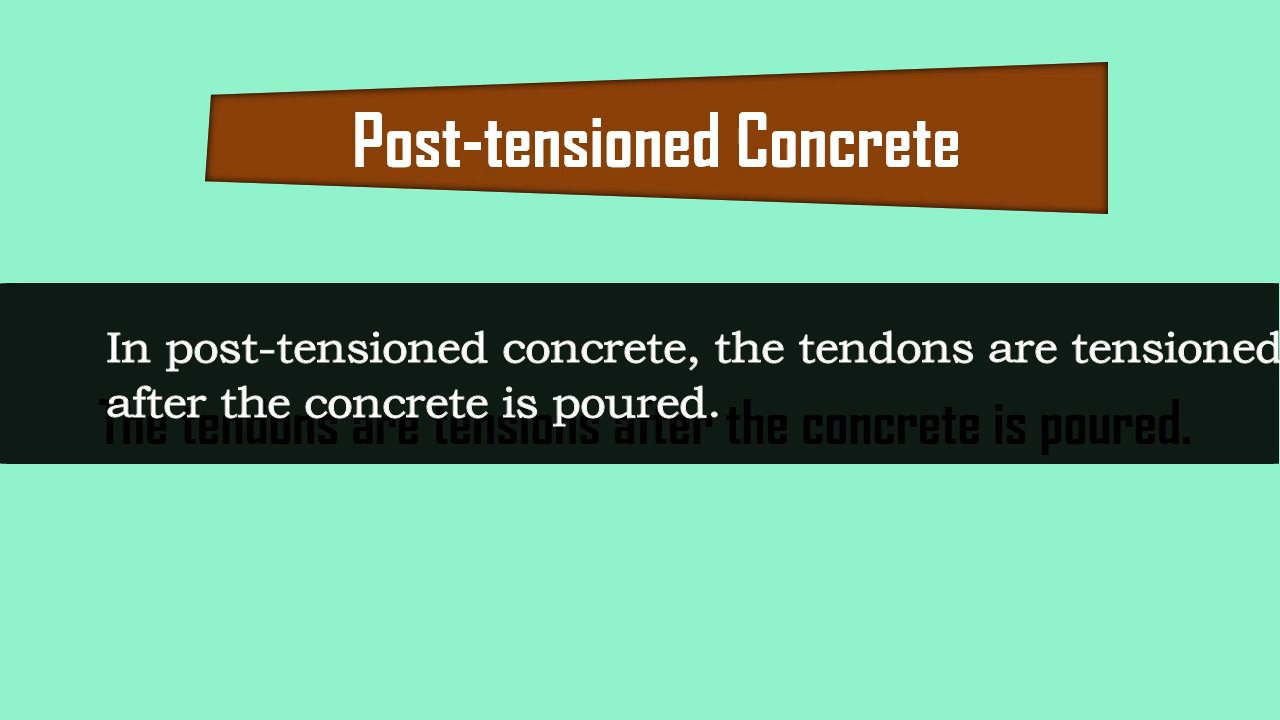 Post-tensioned Concrete
In post-tensioned concrete, the tendons are tensioned
after the concrete is poured.
The tendons are tensions after the concrete is poured.